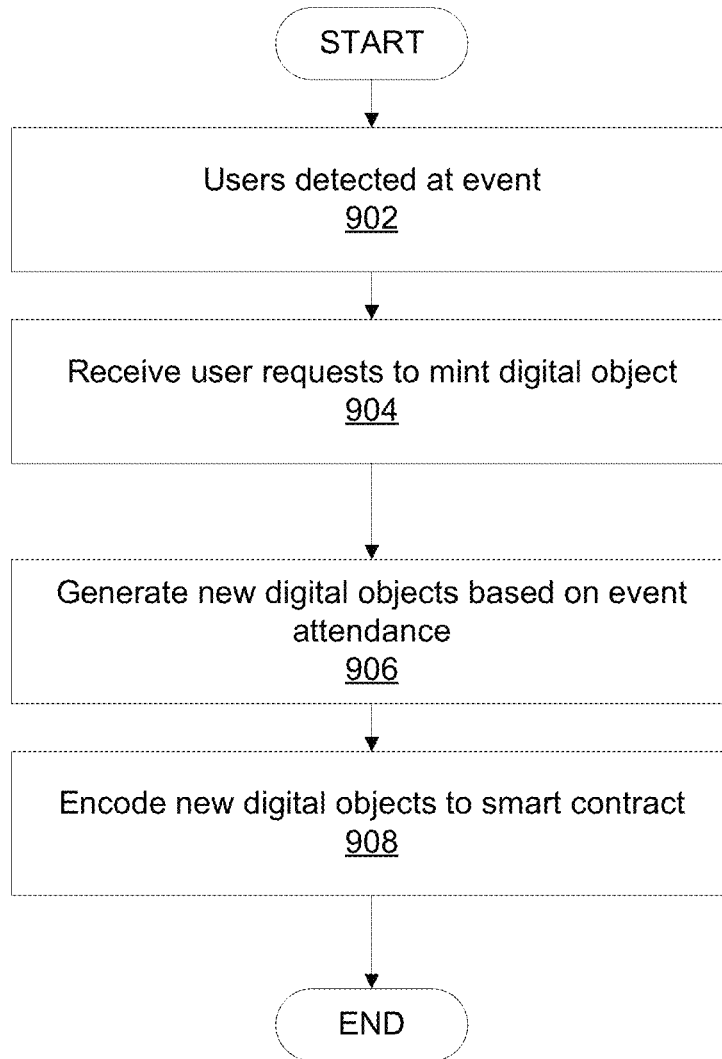 START
Users detected at event
902
Receive user requests to mint digital object
904
Generate new digital objects based on event
attendance
906
Encode new digital objects to smart contract
908
END